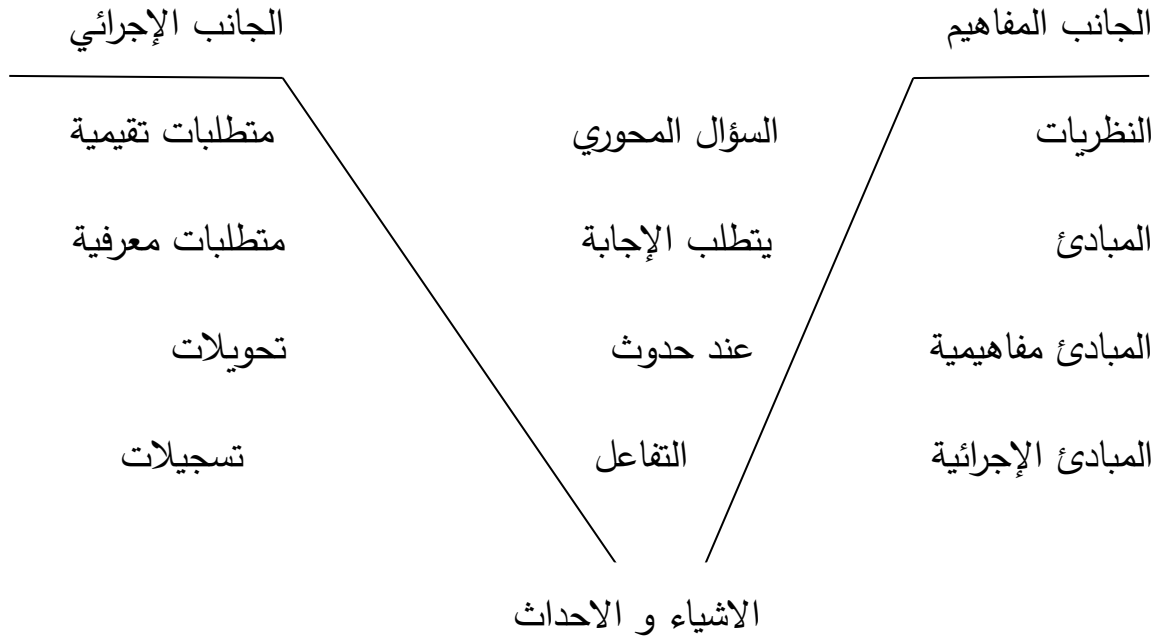 الجانب المفاهيم
الجانب الإجرائي
النظريات
السؤال المحوري
متطلبات تقيمية
المبادئ
يتطلب الإجابة
متطلبات معرفية
المبادئ مفاهيمية
عند حدوث
تحويلات
المبادئ الإجرائية
التفاعل
تسجيلات
الاشياء و الاحداث